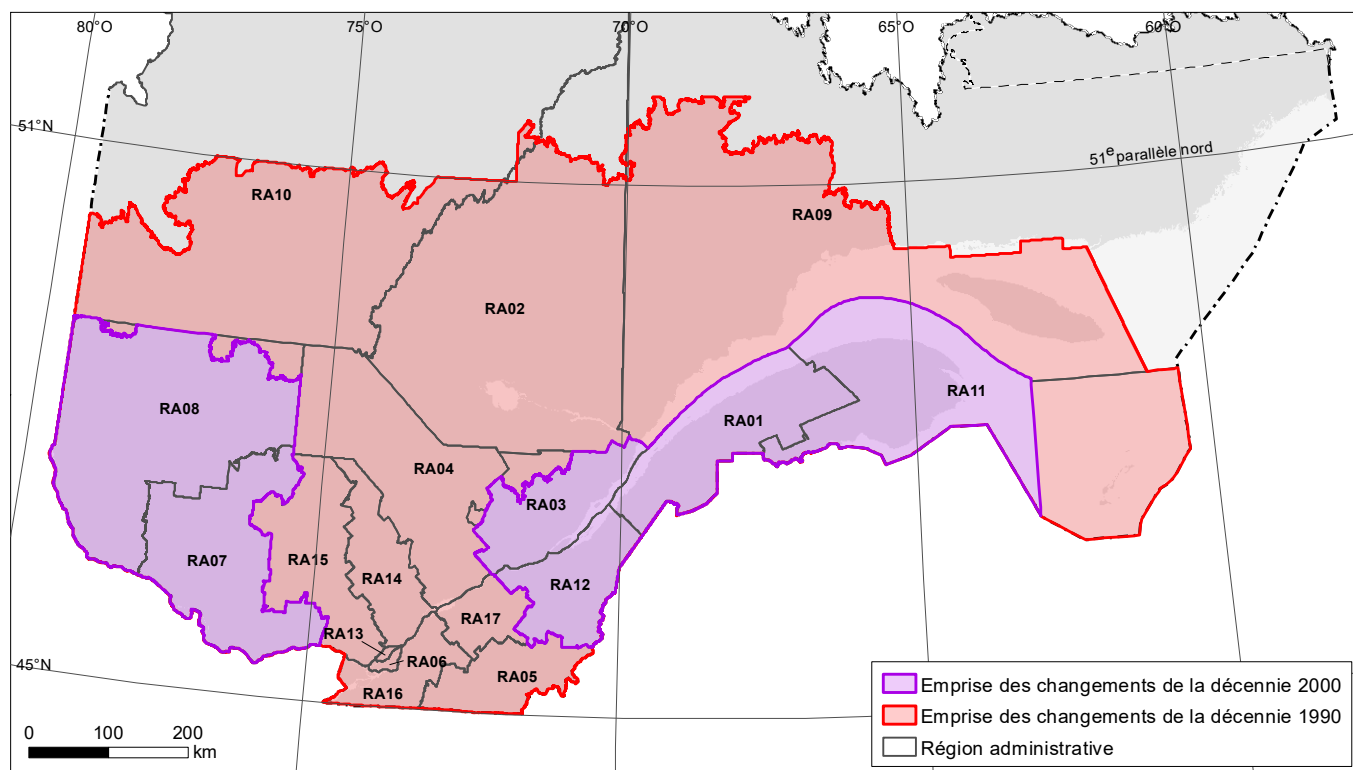 80°O 75°O 70°O 65°O 60°O
51°N
51e parallèle nord
RA10
RA09
RA02
RA08
RA11
RA01
RA04
RA03
RA07
RA15
RA14
RA12
RA17
RA13
RA06
RA05
RA16
45°N
Emprise des changements de la décennie 2000
Emprise des changements de la décennie 1990
Région administrative
0 100 200
km